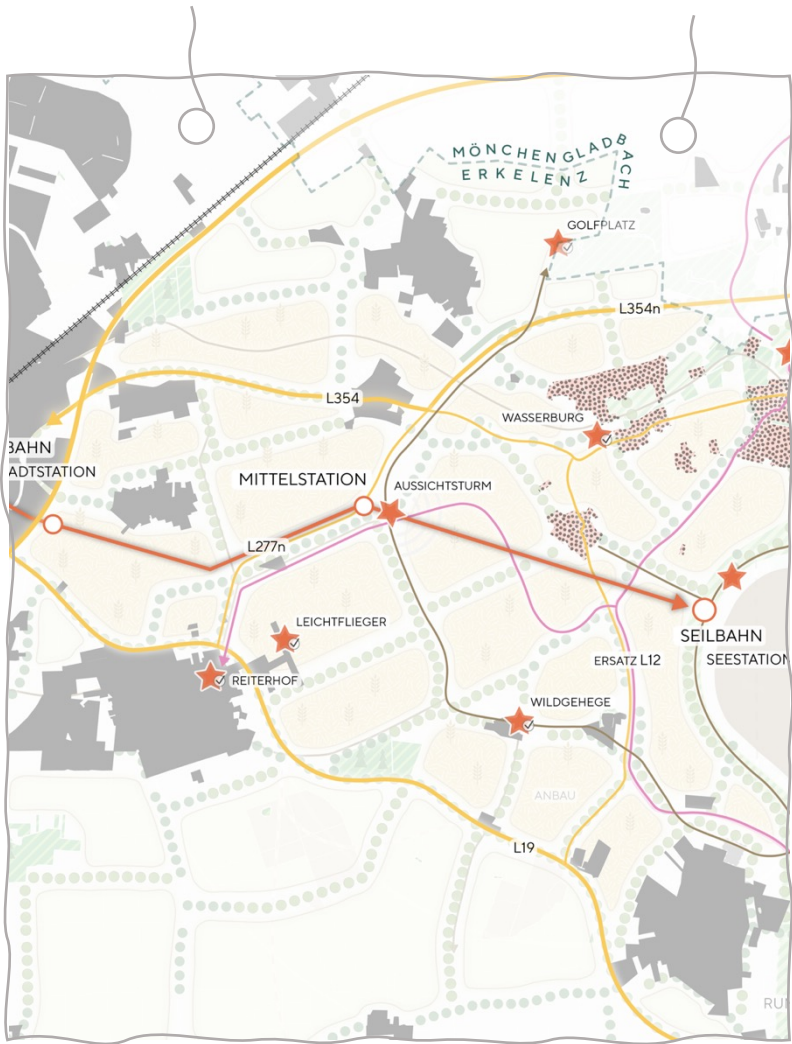 MÖNCHENGLADBACH
ERKELENZ
GOLFPLATZ
L354n
L354
WASSERBURG
BAHN
ADTSTATION
MITTELSTATION
AUSSICHTSTURM
L277n
LEICHTFLIEGER
SEILBAHN
SEESTATION
ERSATZ L12
REITERHOF
WILDGEHEGE
ANBAU
L19
RU